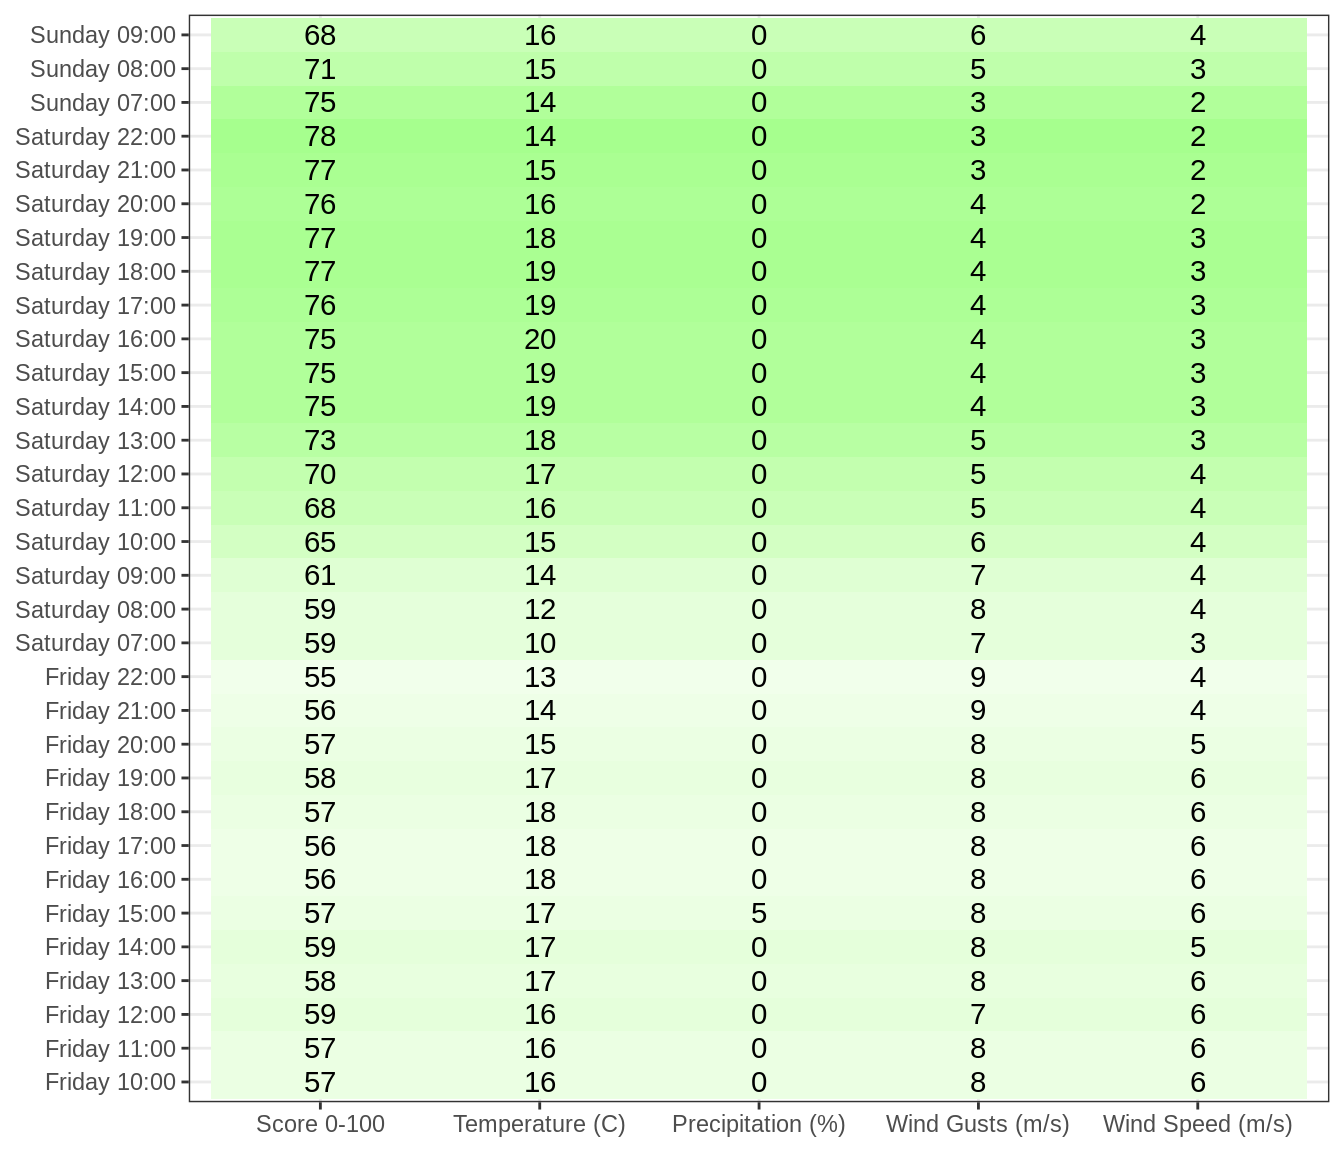 Sunday 09:00 68 16 0 6 4
Sunday 08:00 71 15 0 5 3
Sunday 07:00 75 14 0 3 2
Saturday 22:00 78 14 0 3 2
Saturday 21:00 77 15 0 3 2
Saturday 20:00 76 16 0 4 2
Saturday 19:00 77 18 0 4 3
Saturday 18:00 77 19 0 4 3
Saturday 17:00 76 19 0 4 3
Saturday 16:00 75 20 0 4 3
Saturday 15:00 75 19 0 4 3
Saturday 14:00 75 19 0 4 3
Saturday 13:00 73 18 0 5 3
Saturday 12:00 70 17 0 5 4
Saturday 11:00 68 16 0 5 4
Saturday 10:00 65 15 0 6 4
Saturday 09:00 61 14 0 7 4
Saturday 08:00 59 12 0 8 4
Saturday 07:00 59 10 0 7 3
Friday 22:00 55 13 0 9 4
Friday 21:00 56 14 0 9 4
Friday 20:00 57 15 0 8 5
Friday 19:00 58 17 0 8 6
Friday 18:00 57 18 0 8 6
Friday 17:00 56 18 0 8 6
Friday 16:00 56 18 0 8 6
Friday 15:00 57 17 5 8 6
Friday 14:00 59 17 0 8 5
Friday 13:00 58 17 0 8 6
Friday 12:00 59 16 0 7 6
Friday 11:00 57 16 0 8 6
Friday 10:00 57 16 0 8 6
Score 0-100 Temperature (C) Precipitation (%) Wind Gusts (m/s) Wind Speed (m/s)